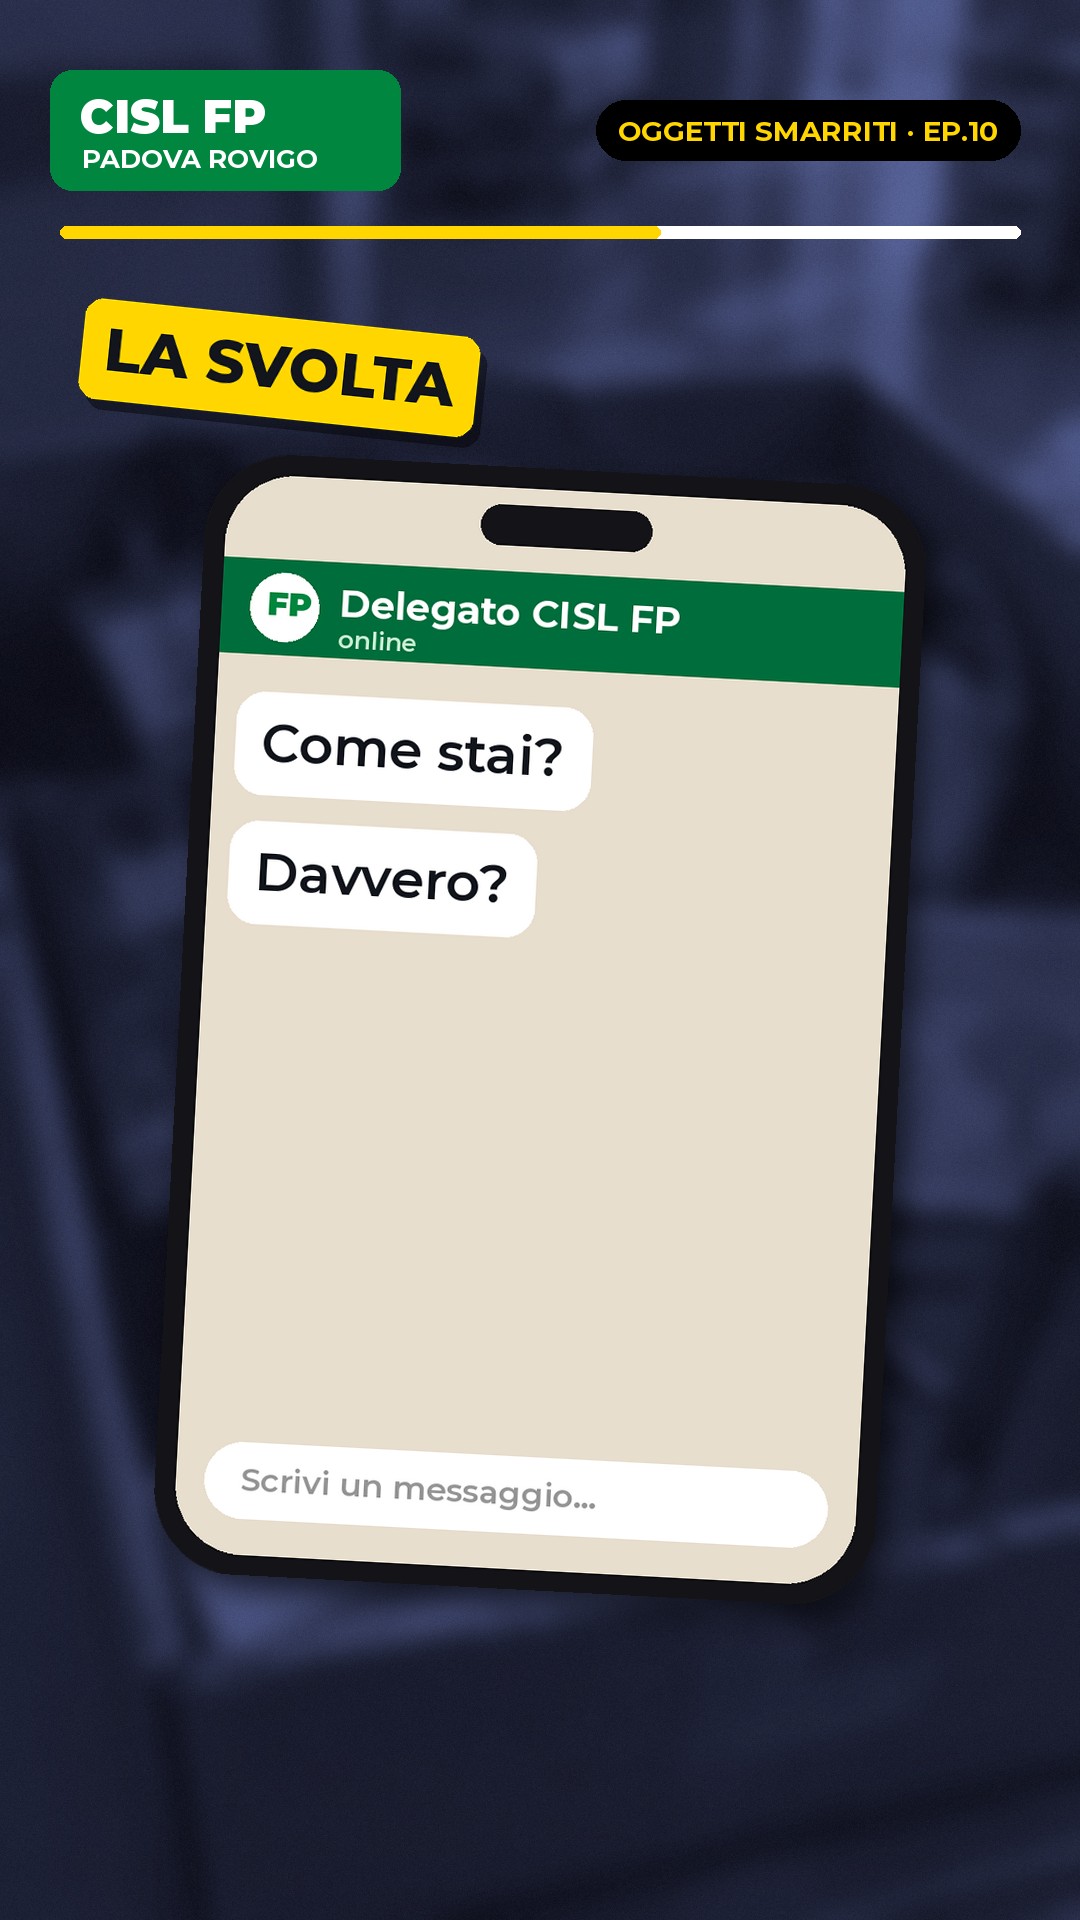 CISL FP
PADOVA ROVIGO
OGGETTI SMARRITI · EP.10
LA SVOLTA
FP
Delegato CISL FP
online
Come stai?
Davvero?
Scrivi un messaggio...